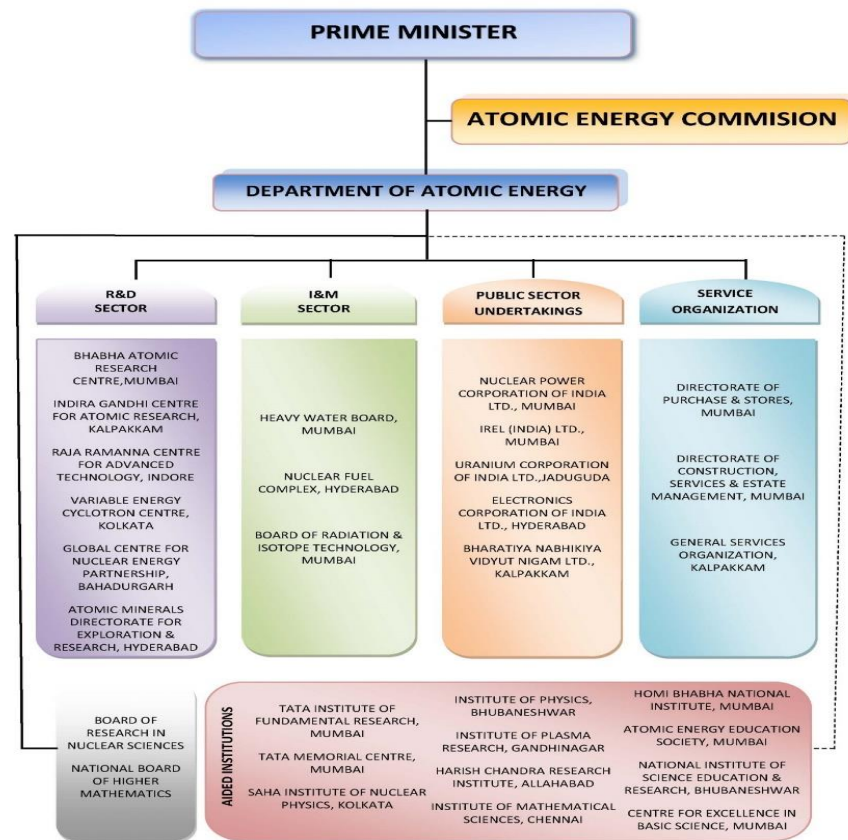 PRIME MINISTER
ATOMIC ENERGY COMMISION
DEPARTMENT OF ATOMIC ENERGY
R&D
SECTOR
BHABHA ATOMIC
RESEARCH
CENTRE,MUMBAI
INDIRA GANDHI CENTRE
FOR ATOMIC RESEARCH,
KALPAKKAM
RAJA RAMANNA CENTRE
FOR ADVANCED
TECHNOLOGY, INDORE
VARIABLE ENERGY
CYCLOTRON CENTRE,
KOLKATA
GLOBAL CENTRE FOR
NUCLEAR ENERGY
PARTNERSHIP,
BAHADURGARH
ATOMIC MINERALS
DIRECTORATE FOR
EXPLORATION &
RESEARCH, HYDERABAD
I&M
SECTOR
HEAVY WATER BOARD,
MUMBAI
NUCLEAR FUEL
COMPLEX, HYDERABAD
BOARD OF RADIATION &
ISOTOPE TECHNOLOGY,
MUMBAI
PUBLIC SECTOR
UNDERTAKINGS
NUCLEAR POWER
CORPORATION OF INDIA
LTD., MUMBAI
IREL (INDIA) LTD.,
MUMBAI
URANIUM CORPORATION
OF INDIA LTD.,JADUGUDA
ELECTRONICS
CORPORATION OF INDIA
LTD., HYDERABAD
BHARATIYA NABHIKIYA
VIDYUT NIGAM LTD.,
KALPAKKAM
SERVICE
ORGANIZATION
DIRECTORATE OF
PURCHASE & STORES,
MUMBAI
DIRECTORATE OF
CONSTRUCTION,
SERVICES & ESTATE
MANAGEMENT, MUMBAI
GENERAL SERVICES
ORGANIZATION,
KALPAKKAM
BOARD OF
RESEARCH IN
NUCLEAR SCIENCES
NATIONAL BOARD
OF HIGHER
MATHEMATICS
AIDED INSTITUTIONS
TATA INSTITUTE OF
FUNDAMENTAL RESEARCH,
MUMBAI
TATA MEMORIAL CENTRE,
MUMBAI
SAHA INSTITUTE OF NUCLEAR
PHYSICS, KOLKATA
INSTITUTE OF PHYSICS,
BHUBANESHWAR
INSTITUTE OF PLASMA
RESEARCH, GANDHINAGAR
HARISH CHANDRA RESEARCH
INSTITUTE, ALLAHABAD
INSTITUTE OF MATHEMATICAL
SCIENCES, CHENNAI
HOMI BHABHA NATIONAL
INSTITUTE, MUMBAI
ATOMIC ENERGY EDUCATION
SOCIETY, MUMBAI
NATIONAL INSTITUTE OF
SCIENCE EDUCATION &
RESEARCH, BHUBANESHWAR
CENTRE FOR EXCELLENCE IN
BASIC SCIENCE, MUMBAI